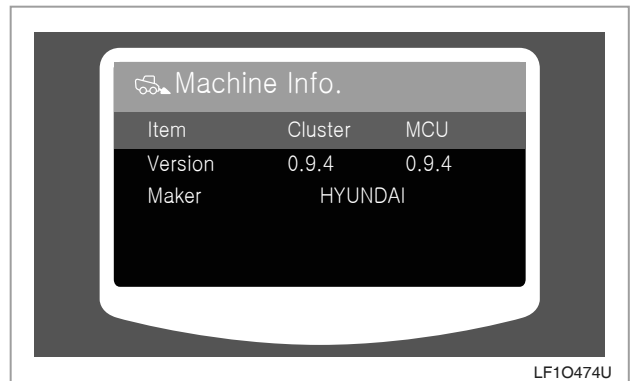 Machine Info.
Item Cluster MCU
Version 0.9.4 0.9.4
Maker HYUNDAI
LF1O474U